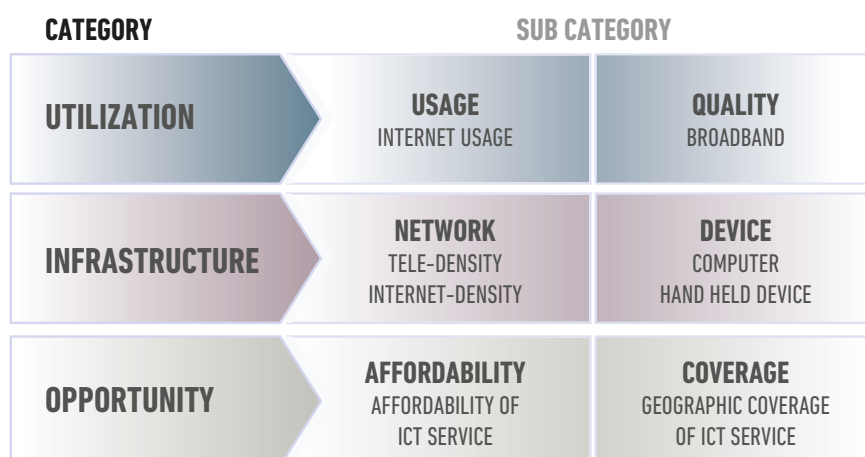 CATEGORY
SUB CATEGORY
UTILIZATION
USAGE
INTERNET USAGE
QUALITY
BROADBAND
INFRASTRUCTURE
NETWORK
TELE-DENSITY
INTERNET-DENSITY
DEVICE
COMPUTER
HAND HELD DEVICE
OPPORTUNITY
AFFORDABILITY
AFFORDABILITY OF
ICT SERVICE
COVERAGE
GEOGRAPHIC COVERAGE
OF ICT SERVICE